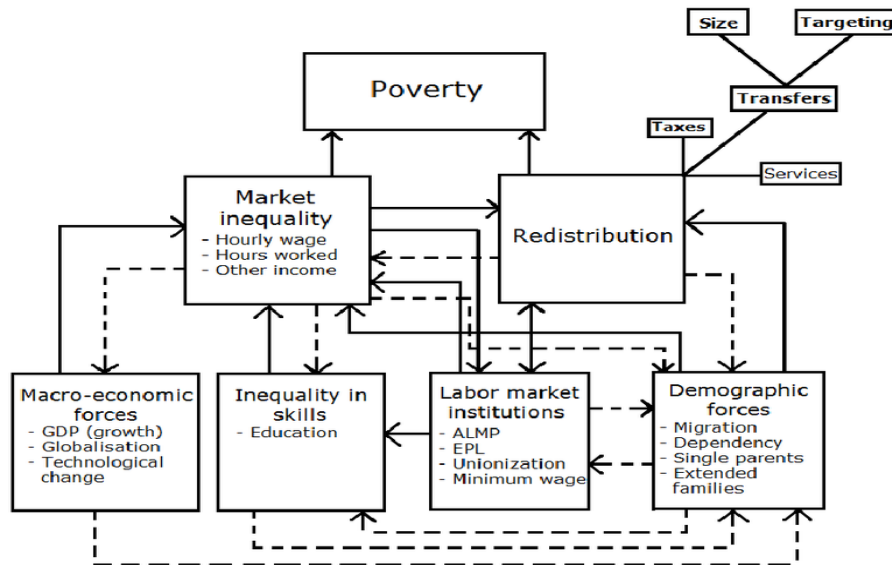 Size
Targeting
Poverty
Transfers
Taxes
Services
Market
inequality
- Hourly wage
- Hours worked
- Other income
Redistribution
Macro-economic
forces
- GDP (growth)
- Globalisation
- Technological
change
Inequality in
skills
- Education
Labor market
institutions
- ALMP
- EPL
- Unionization
- Minimum wage
Demographic
forces
- Migration
- Dependency
- Single parents
- Extended
families